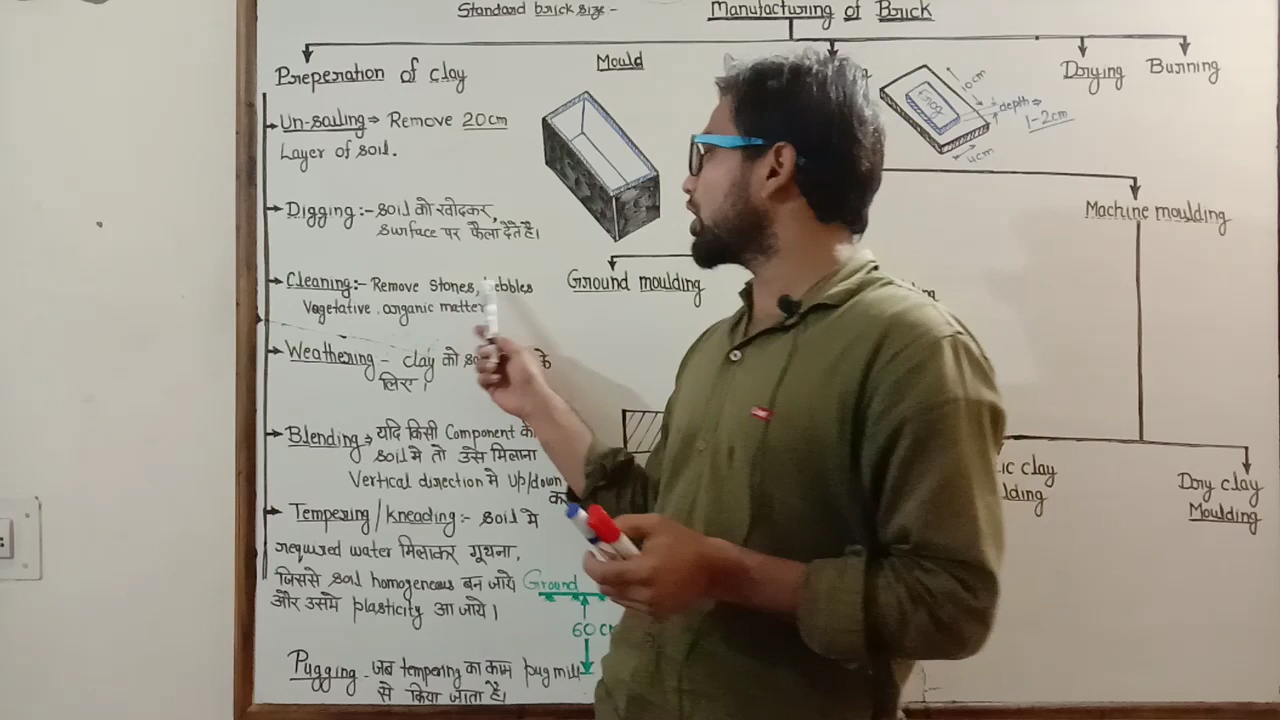 Standard brick size -
Manufacturing of Brick
Preperation of clay
Mould
Drying
Burning
Un-soiling ⇒ Remove 20cm
Layer of soil.
Digging :- soil को खोदकर,
surface पर फैला देते है।
Cleaning :- Remove stones, pebbles
Vegetative, organic matter
Weathering - clay को
के
लिए।
Blending ⇒ यदि किसी Component
soil मे तो उसे मिलाना
Vertical direction मे up/down
Tempering / kneading :- soil मे
required water मिलाकर गूथना,
जिससे soil homogeneous बन जाये
और उसमे plasticity आ जाये।
Pugging - जब tempering का काम pug mill
से किया जाता है।
Frog
10cm
depth ⇒
1-2cm
4cm
Ground moulding
Machine moulding
Dry clay
Moulding
Ground
60